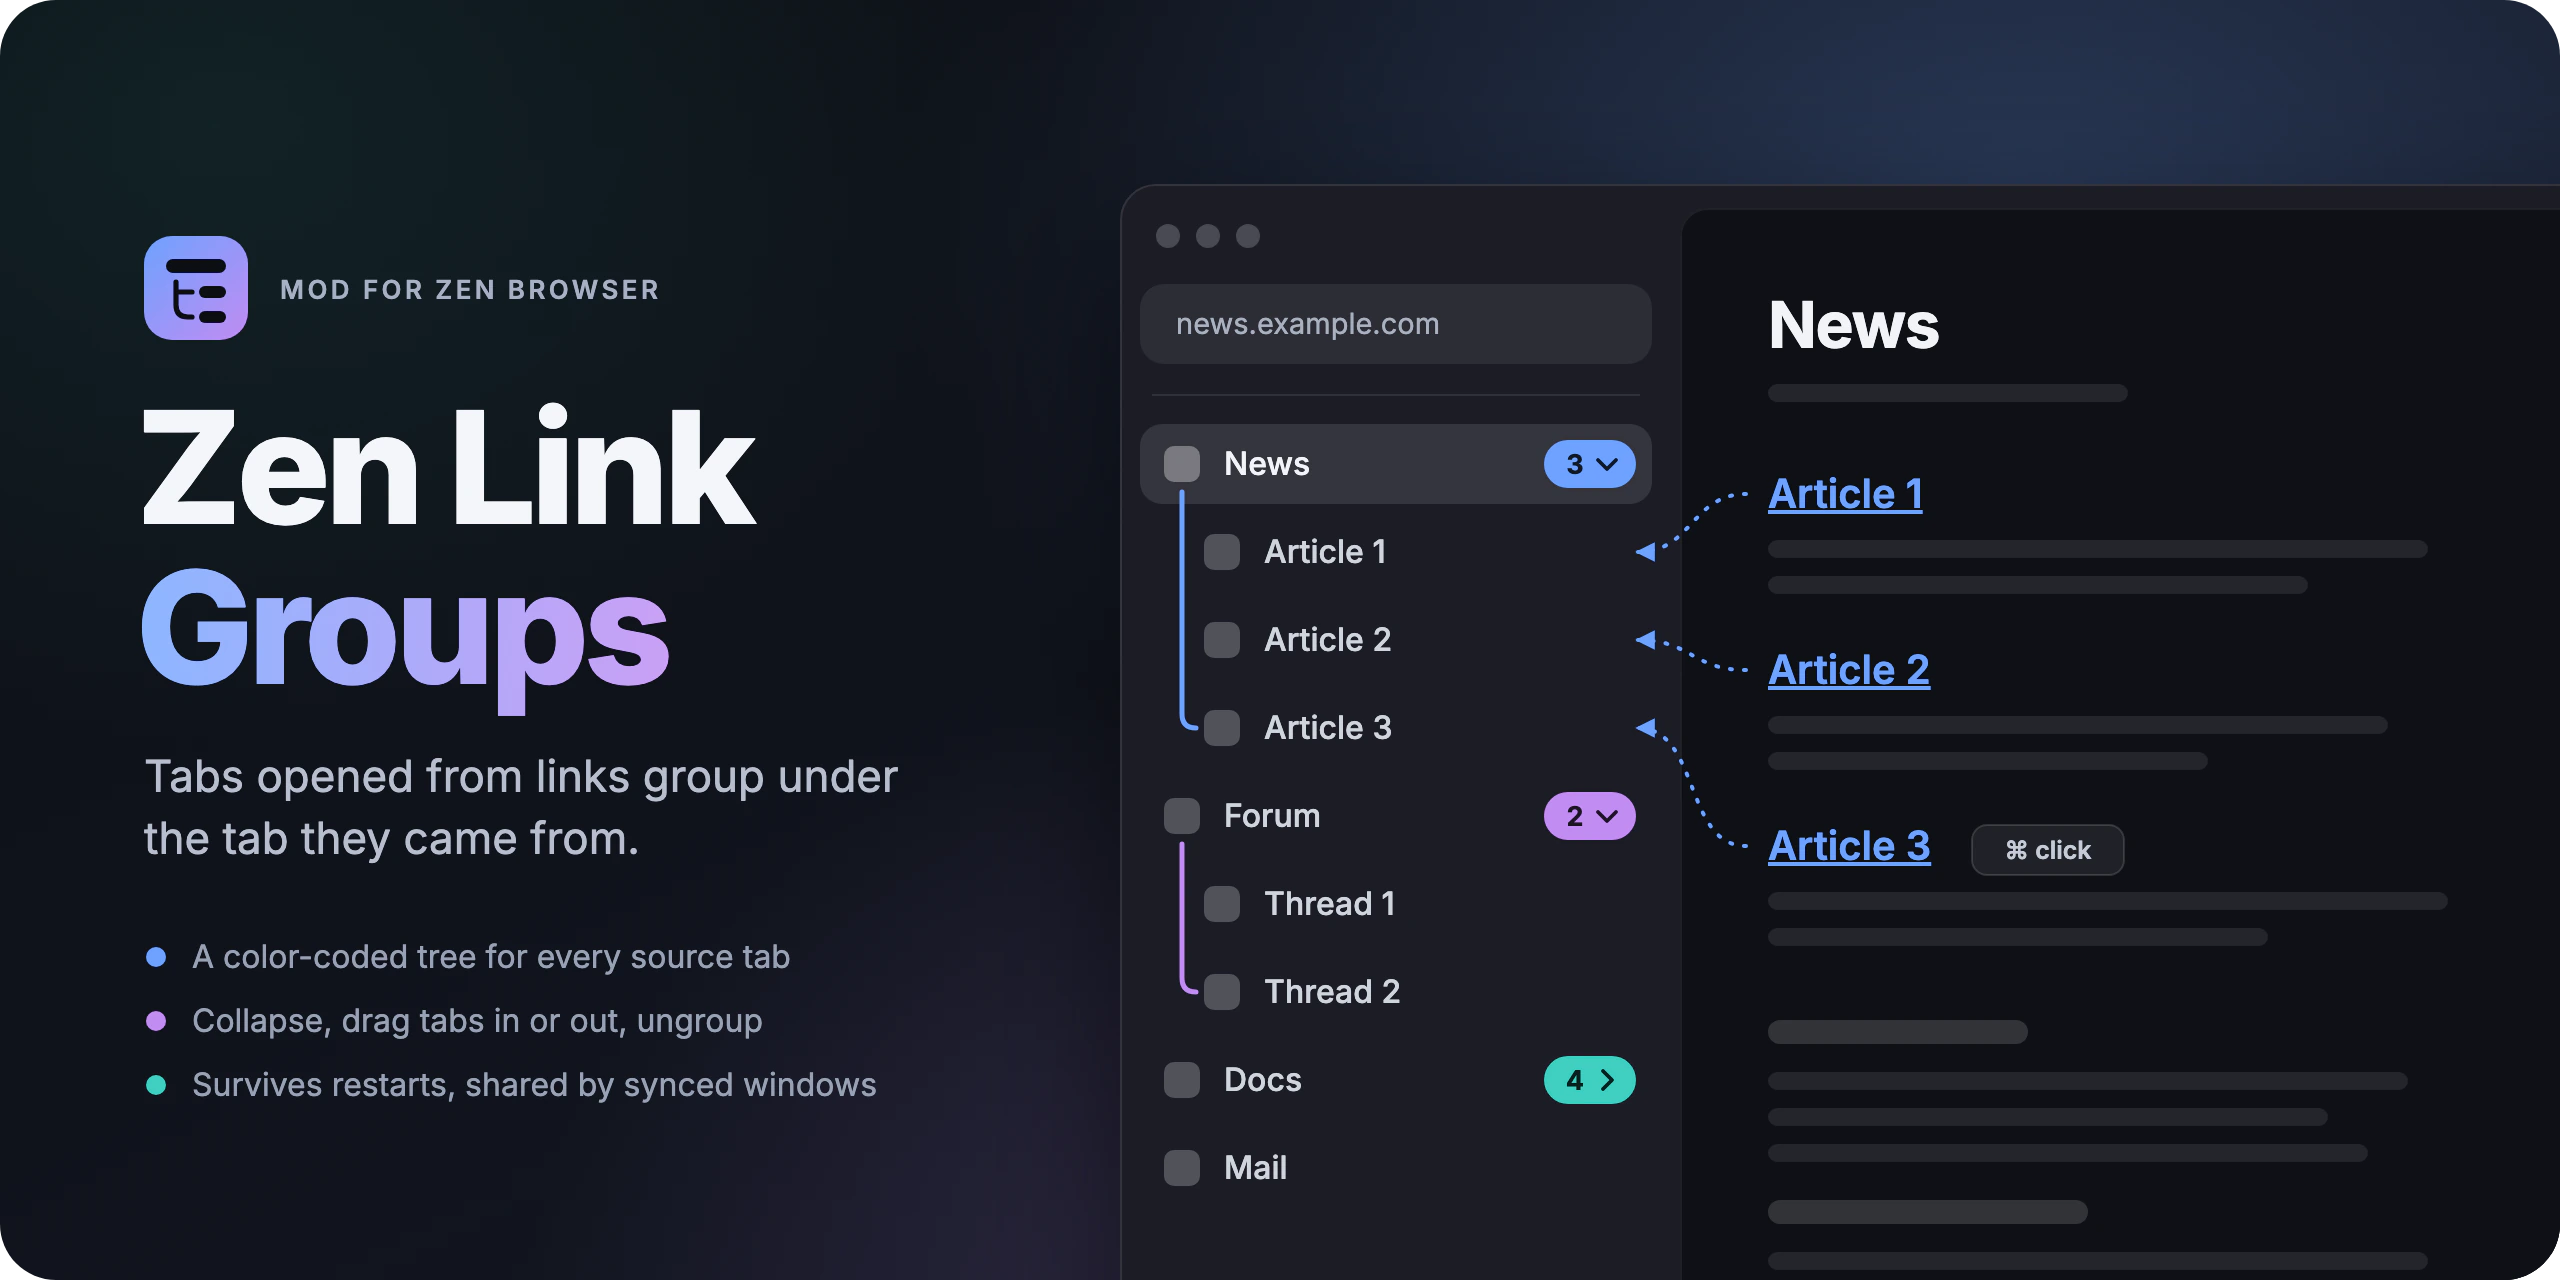 MOD FOR ZEN BROWSER
Zen Link
Groups
Tabs opened from links group under
the tab they came from.
A color-coded tree for every source tab
Collapse, drag tabs in or out, ungroup
Survives restarts, shared by synced windows
news.example.com
News 3
Article 1
Article 2
Article 3
Forum 2
Thread 1
Thread 2
Docs 4
Mail
News
Article 1
Article 2
Article 3 ⌘ click